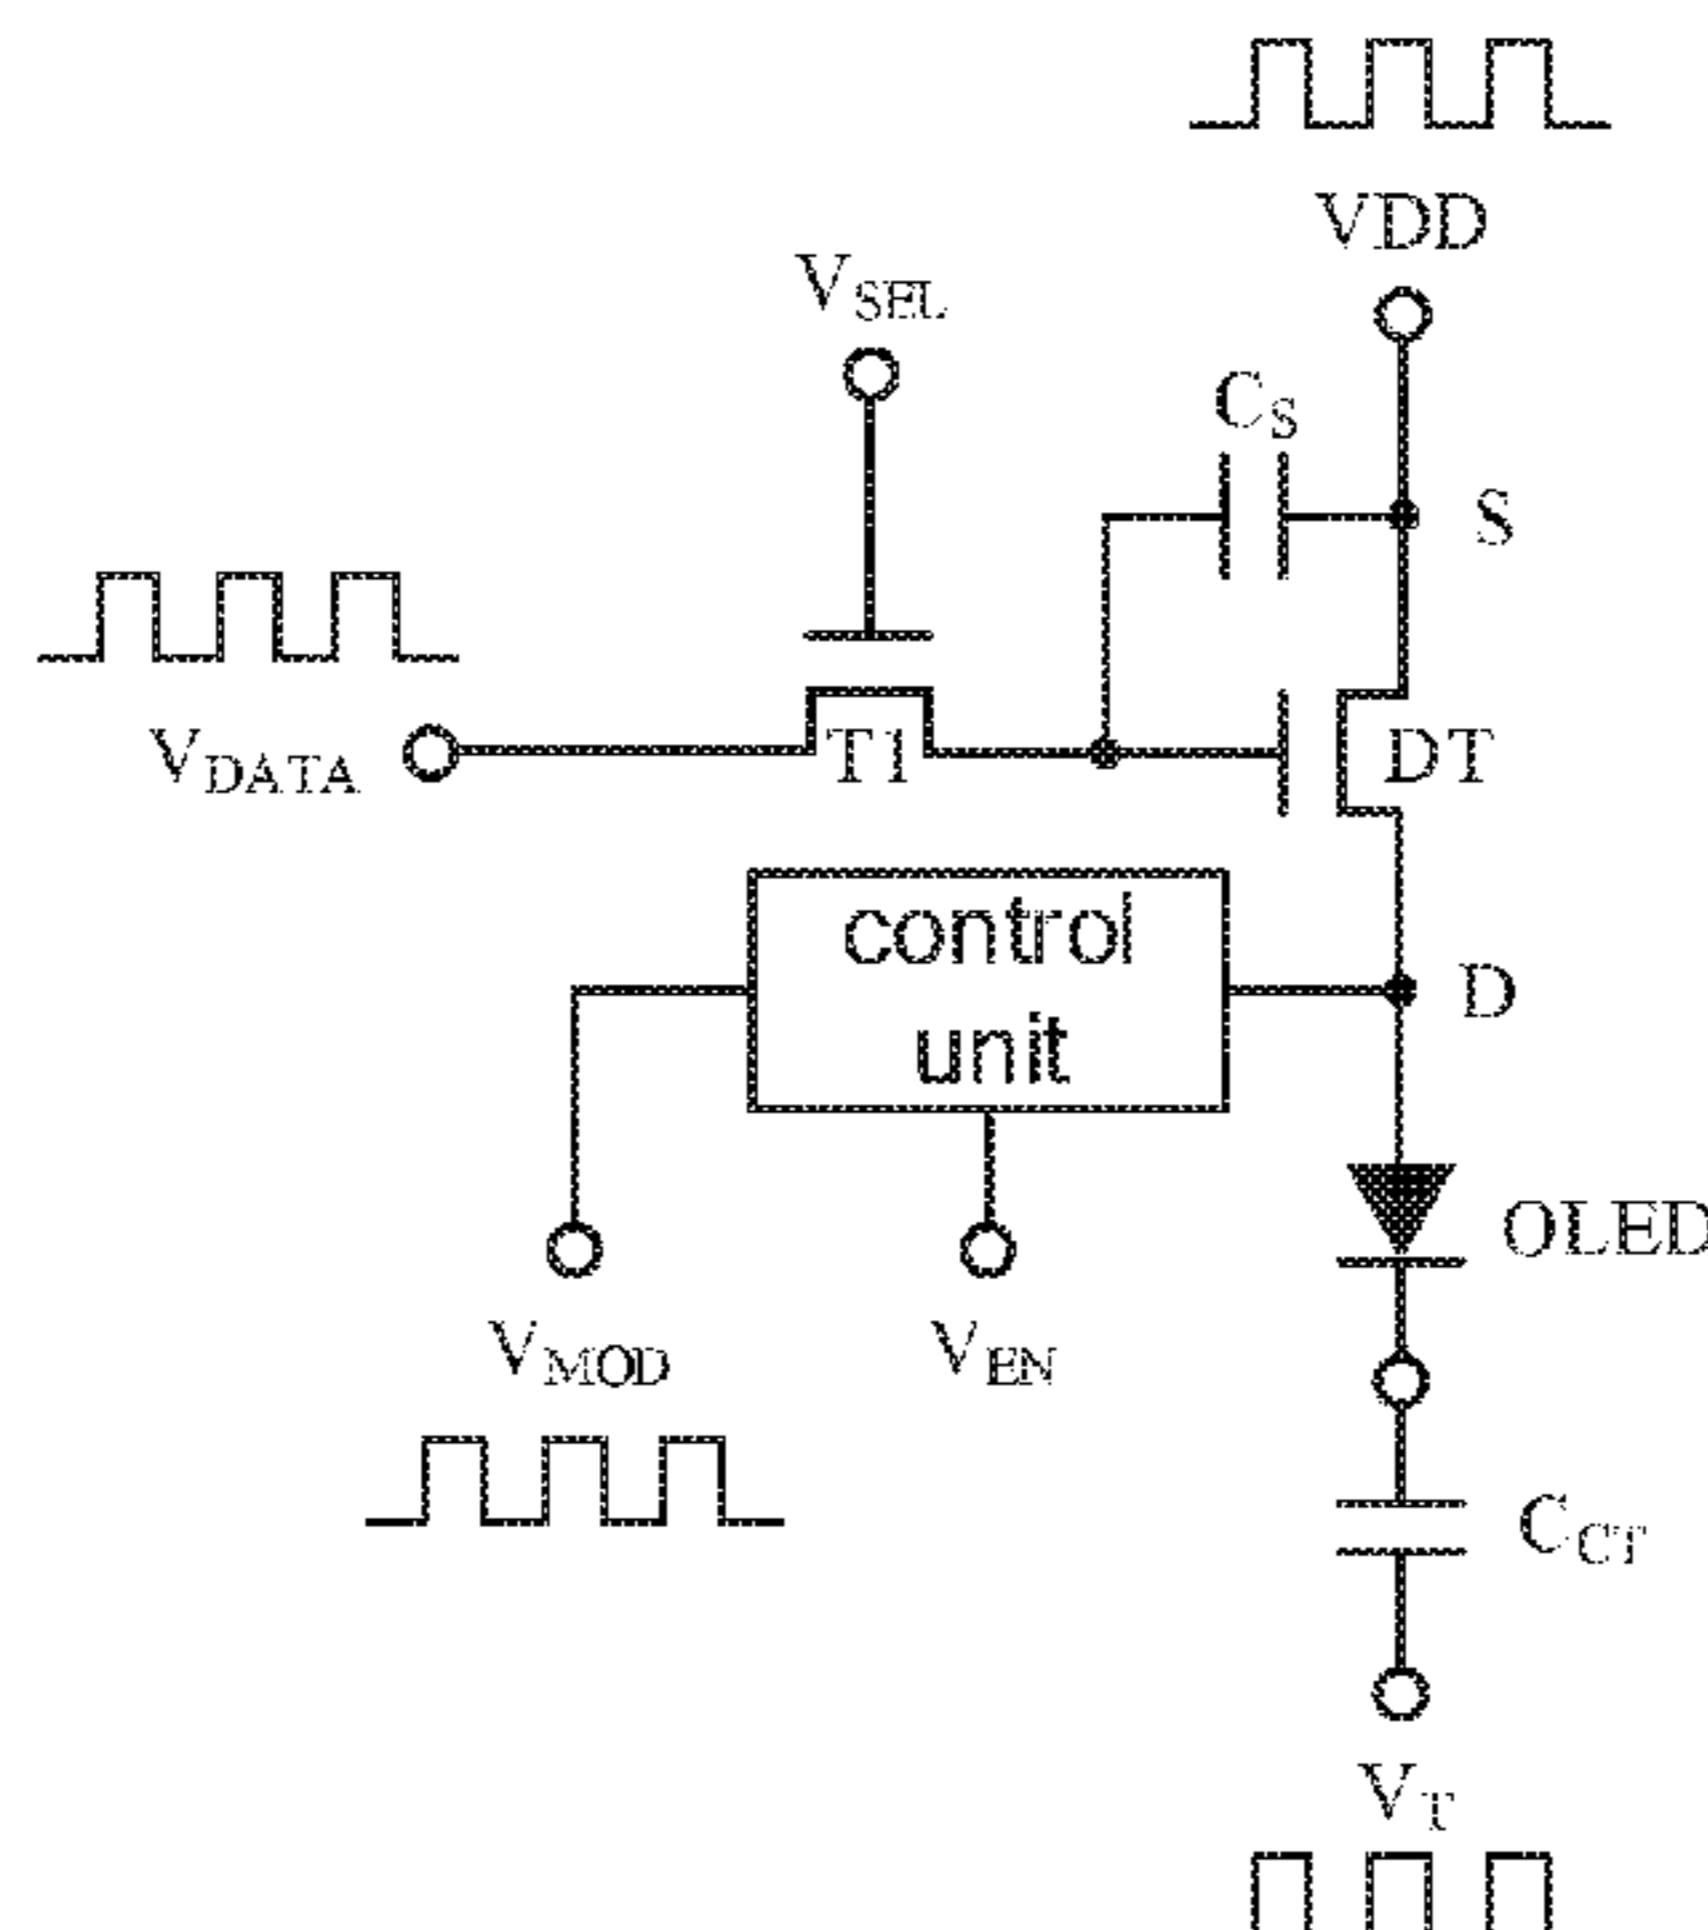 VDD
VSEL
CS
S
VDATA
T1
DT
control
unit
D
OLED
VMOD
VEN
CCT
VT